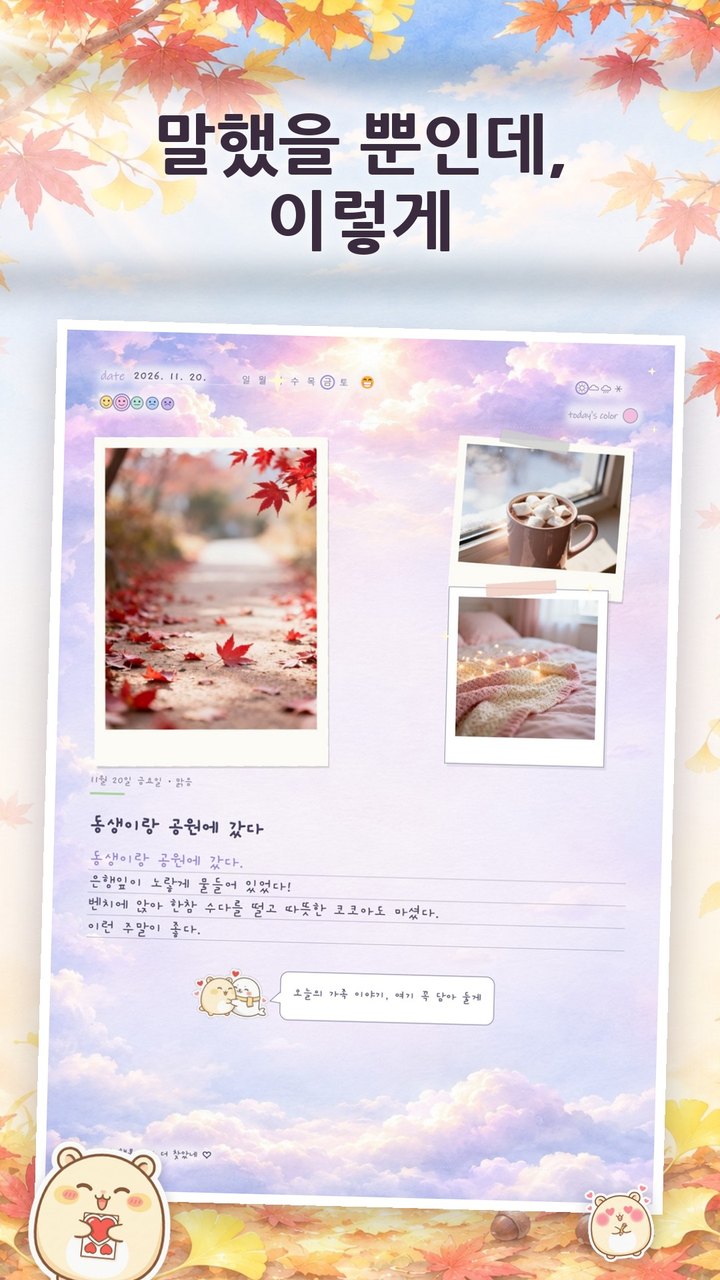 말했을 뿐인데,
이렇게
date 2026. 11. 20.
일 월 수 목 금 토
today's color
11월 20일 금요일 · 맑음
동생이랑 공원에 갔다
동생이랑 공원에 갔다.
은행잎이 노랗게 물들어 있었다!
벤치에 앉아 한참 수다를 떨고 따뜻한 코코아도 마셨다.
이런 주말이 좋다.
오늘의 가족 이야기, 여기 꼭 담아 둘게
더 찾았네 ♡